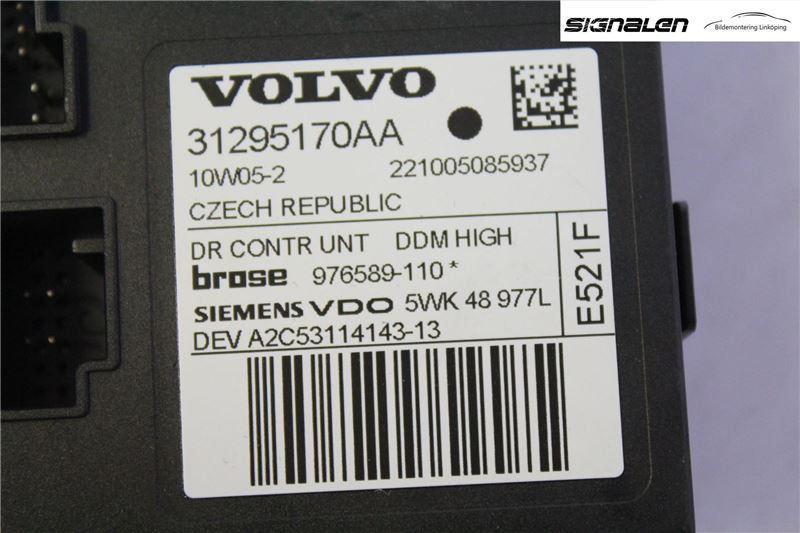 SIGNALEN
Bildemontering Linköping
VOLVO
31295170AA
10W05-2 221005085937
CZECH REPUBLIC
DR CONTR UNT DDM HIGH
brose 976589-110 *
SIEMENS VDO 5WK 48 977L
DEV A2C53114143-13
E521F